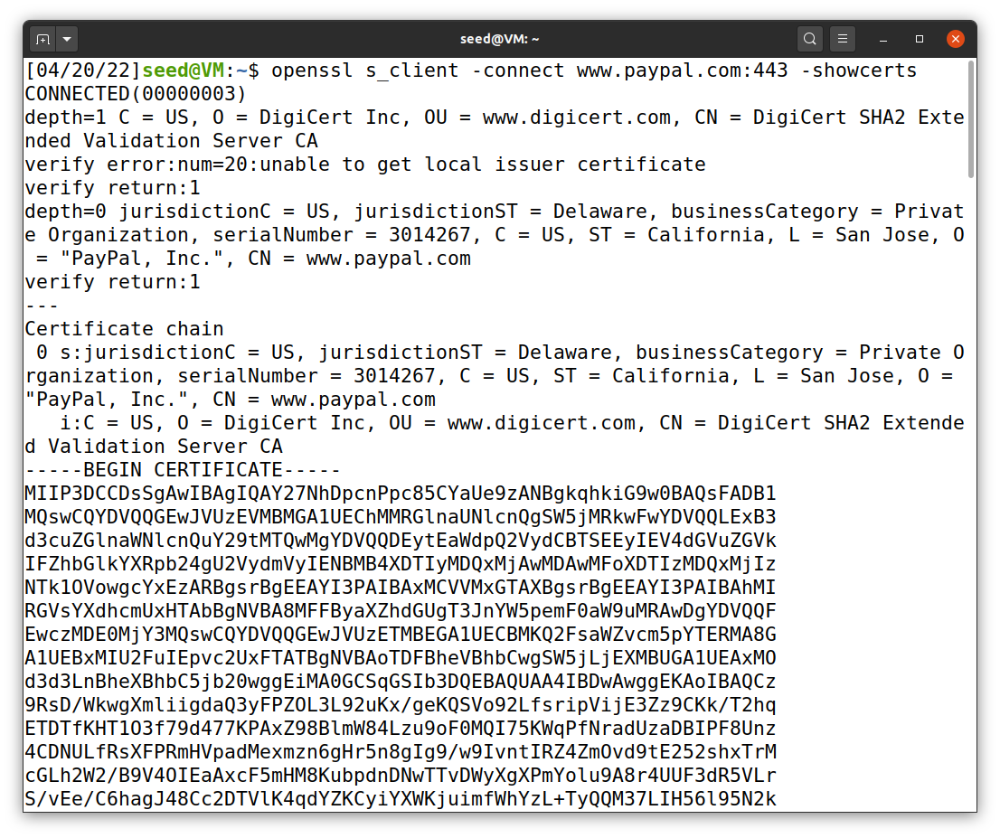 seed@VM: ~
[04/20/22]seed@VM:~$ openssl s_client -connect www.paypal.com:443 -showcerts
CONNECTED(00000003)
depth=1 C = US, O = DigiCert Inc, OU = www.digicert.com, CN = DigiCert SHA2 Exte
nded Validation Server CA
verify error:num=20:unable to get local issuer certificate
verify return:1
depth=0 jurisdictionC = US, jurisdictionST = Delaware, businessCategory = Privat
e Organization, serialNumber = 3014267, C = US, ST = California, L = San Jose, O
 = "PayPal, Inc.", CN = www.paypal.com
verify return:1
---
Certificate chain
 0 s:jurisdictionC = US, jurisdictionST = Delaware, businessCategory = Private O
rganization, serialNumber = 3014267, C = US, ST = California, L = San Jose, O =
"PayPal, Inc.", CN = www.paypal.com
   i:C = US, O = DigiCert Inc, OU = www.digicert.com, CN = DigiCert SHA2 Extende
d Validation Server CA
-----BEGIN CERTIFICATE-----
MIIP3DCCDsSgAwIBAgIQAY27NhDpcnPpc85CYaUe9zANBgkqhkiG9w0BAQsFADB1
MQswCQYDVQQGEwJVUzEVMBMGA1UEChMMRGlnaUNlcnQgSW5jMRkwFwYDVQQLExB3
d3cuZGlnaWNlcnQuY29tMTQwMgYDVQQDEytEaWdpQ2VydCBTSEEyIEV4dGVuZGVk
IFZhbGlkYXRpb24gU2VydmVyIENBMB4XDTIyMDQxMjAwMDAwMFoXDTIzMDQxMjIz
NTk1OVowgcYxEzARBgsrBgEEAYI3PAIBAxMCVVMxGTAXBgsrBgEEAYI3PAIBAhMI
RGVsYXdhcmUxHTAbBgNVBA8MFFByaXZhdGUgT3JnYW5pemF0aW9uMRAwDgYDVQQF
EwczMDE0MjY3MQswCQYDVQQGEwJVUzETMBEGA1UECBMKQ2FsaWZvcm5pYTERMA8G
A1UEBxMIU2FuIEpvc2UxFTATBgNVBAoTDFBheVBhbCwgSW5jLjEXMBUGA1UEAxMO
d3d3LnBheXBhbC5jb20wggEiMA0GCSqGSIb3DQEBAQUAA4IBDwAwggEKAoIBAQCz
9RsD/WkwgXmliigdaQ3yFPZOL3L92uKx/geKQSVo92LfsripVijE3Zz9CKk/T2hq
ETDTfKHT1O3f79d477KPAxZ98BlmW84Lzu9oF0MQI75KWqPfNradUzaDBIPF8Unz
4CDNULfRsXFPRmHVpadMexmzn6gHr5n8gIg9/w9IvntIRZ4ZmOvd9tE252shxTrM
cGLh2W2/B9V4OIEaAxcF5mHM8KubpdnDNwTTvDWyXgXPmYolu9A8r4UUF3dR5VLr
S/vEe/C6hagJ48Cc2DTVlK4qdYZKCyiYXWKjuimfWhYzL+TyQQM37LIH56l95N2k